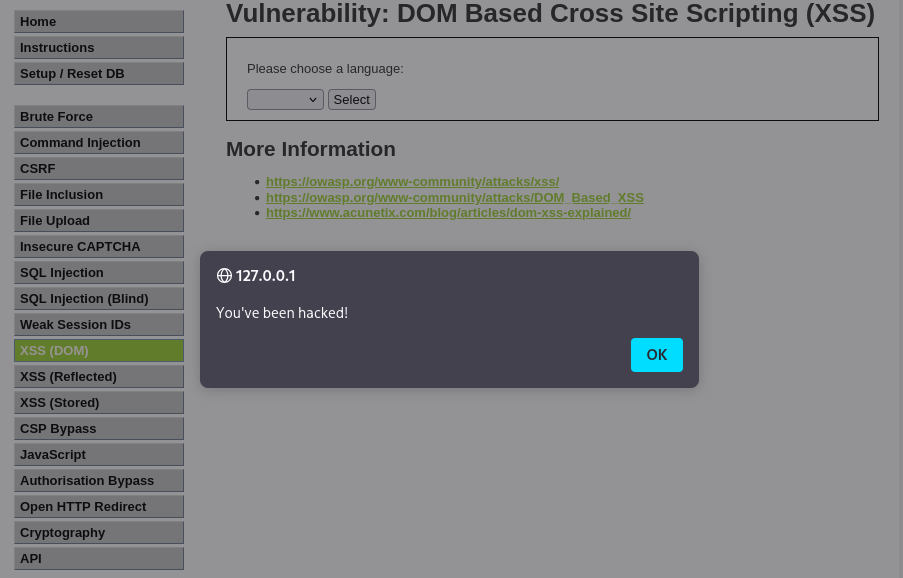 Home
Instructions
Setup / Reset DB
Brute Force
Command Injection
CSRF
File Inclusion
File Upload
Insecure CAPTCHA
SQL Injection
SQL Injection (Blind)
Weak Session IDs
XSS (DOM)
XSS (Reflected)
XSS (Stored)
CSP Bypass
JavaScript
Authorisation Bypass
Open HTTP Redirect
Cryptography
API
Vulnerability: DOM Based Cross Site Scripting (XSS)
Please choose a language:
Select
More Information
https://owasp.org/www-community/attacks/xss/
https://owasp.org/www-community/attacks/DOM_Based_XSS
https://www.acunetix.com/blog/articles/dom-xss-explained/
127.0.0.1
You've been hacked!
OK